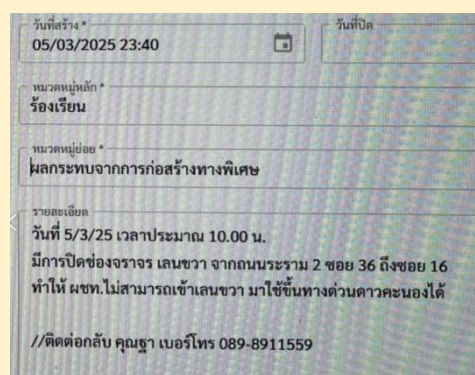 วันที่สร้าง *
วันที่ปิด
05/03/2025 23:40
หมวดหมู่หลัก *
ร้องเรียน
หมวดหมู่ย่อย *
ผลกระทบจากการก่อสร้างทางพิเศษ
รายละเอียด
วันที่ 5/3/25 เวลาประมาณ 10.00 น.
มีการปิดช่องจราจร เลนขวา จากถนนระราม 2 ซอย 36 ถึงซอย 16
ทำให้ ผชท.ไม่สามารถเข้าเลนขวา มาใช้ขึ้นทางด่วนดาวคะนองได้
//ติดต่อกลับ คุณฐา เบอร์โทร 089-8911559